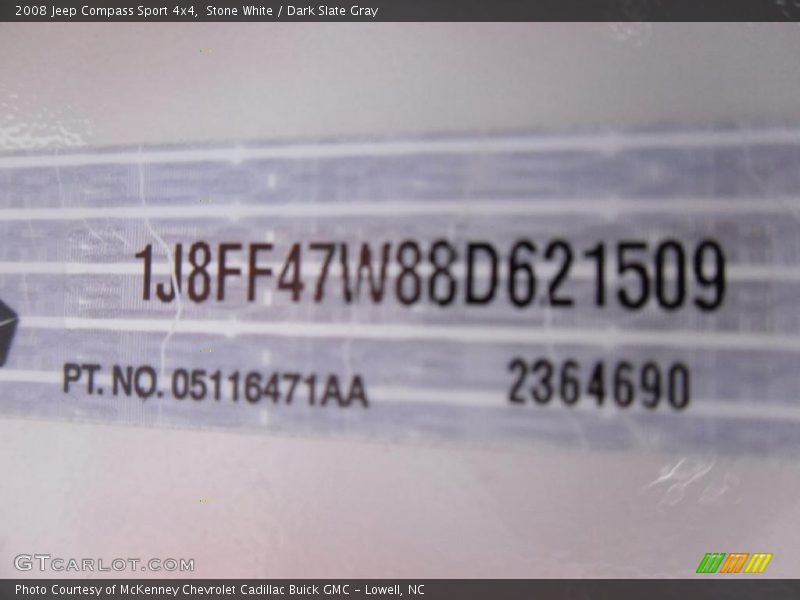 2008 Jeep Compass Sport 4x4,  Stone White / Dark Slate Gray
1J8FF47W88D621509
PT. NO. 05116471AA 2364690
GTCARLOT.COM
Photo Courtesy of McKenney Chevrolet Cadillac Buick GMC - Lowell, NC